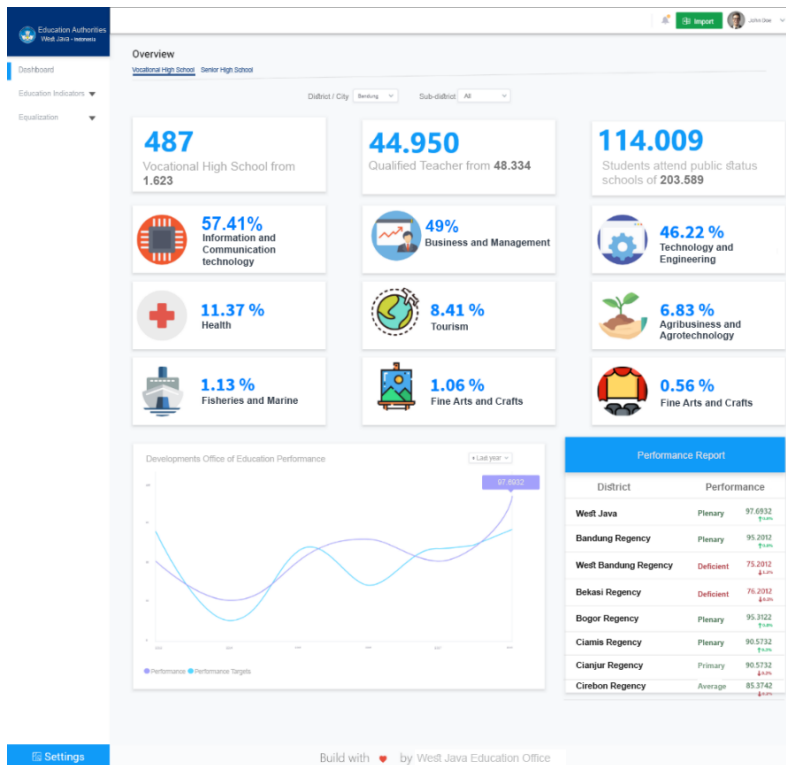 Education Authorities
West Java - Indonesia
Import
John Doe
Dashboard
Education Indicators
Equalization
Overview
Vocational High School
Senior High School
District / City
Bandung
Sub-district
All
487
Vocational High School from
1.623
44.950
Qualified Teacher from 48.334
114.009
Students attend public status
schools of 203.589
57.41%
Information and
Communication
technology
49%
Business and Management
46.22 %
Technology and
Engineering
11.37 %
Health
8.41 %
Tourism
6.83 %
Agribusiness and
Agrotechnology
1.13 %
Fisheries and Marine
1.06 %
Fine Arts and Crafts
0.56 %
Fine Arts and Crafts
Developments Office of Education Performance
Last year
97.6932
Performance
Performance Targets
Performance Report
District Performance
West Java Plenary 97.6932
Bandung Regency Plenary 95.2012
West Bandung Regency Deficient 75.2012
Bekasi Regency Deficient 76.2012
Bogor Regency Plenary 95.3122
Ciamis Regency Plenary 90.5732
Cianjur Regency Primary 90.5732
Cirebon Regency Average 85.3742
Settings
Build with ♥ by West Java Education Office